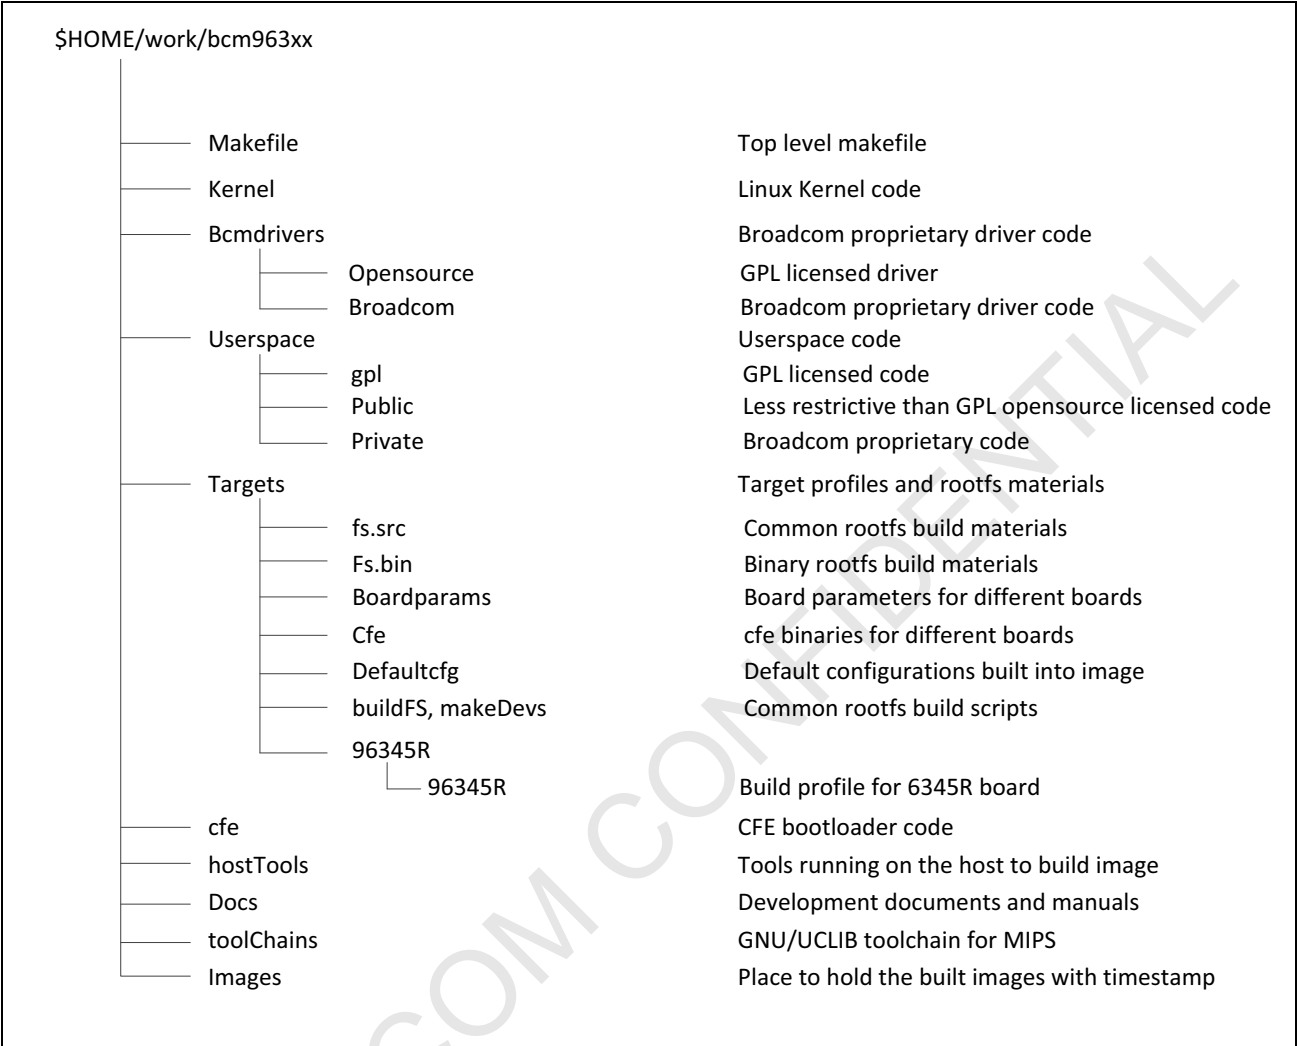 $HOME/work/bcm963xx
Makefile Top level makefile
Kernel Linux Kernel code
Bcmdrivers Broadcom proprietary driver code
Opensource GPL licensed driver
Broadcom Broadcom proprietary driver code
Userspace Userspace code
gpl GPL licensed code
Public Less restrictive than GPL opensource licensed code
Private Broadcom proprietary code
Targets Target profiles and rootfs materials
fs.src Common rootfs build materials
Fs.bin Binary rootfs build materials
Boardparams Board parameters for different boards
Cfe cfe binaries for different boards
Defaultcfg Default configurations built into image
buildFS, makeDevs Common rootfs build scripts
96345R
96345R Build profile for 6345R board
cfe CFE bootloader code
hostTools Tools running on the host to build image
Docs Development documents and manuals
toolChains GNU/UCLIB toolchain for MIPS
Images Place to hold the built images with timestamp
COM CONFIDENTIAL